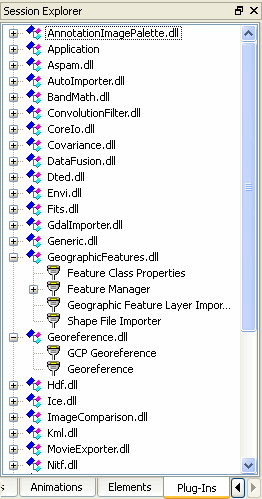 Session Explorer
AnnotationImagePalette.dll
Application
Aspam.dll
AutoImporter.dll
BandMath.dll
ConvolutionFilter.dll
CoreIo.dll
Covariance.dll
DataFusion.dll
Dted.dll
Envi.dll
Fits.dll
GdalImporter.dll
Generic.dll
GeographicFeatures.dll
Feature Class Properties
Feature Manager
Geographic Feature Layer Impor...
Shape File Importer
Georeference.dll
GCP Georeference
Georeference
Hdf.dll
Ice.dll
ImageComparison.dll
Kml.dll
MovieExporter.dll
Nitf.dll
s Animations Elements Plug-Ins